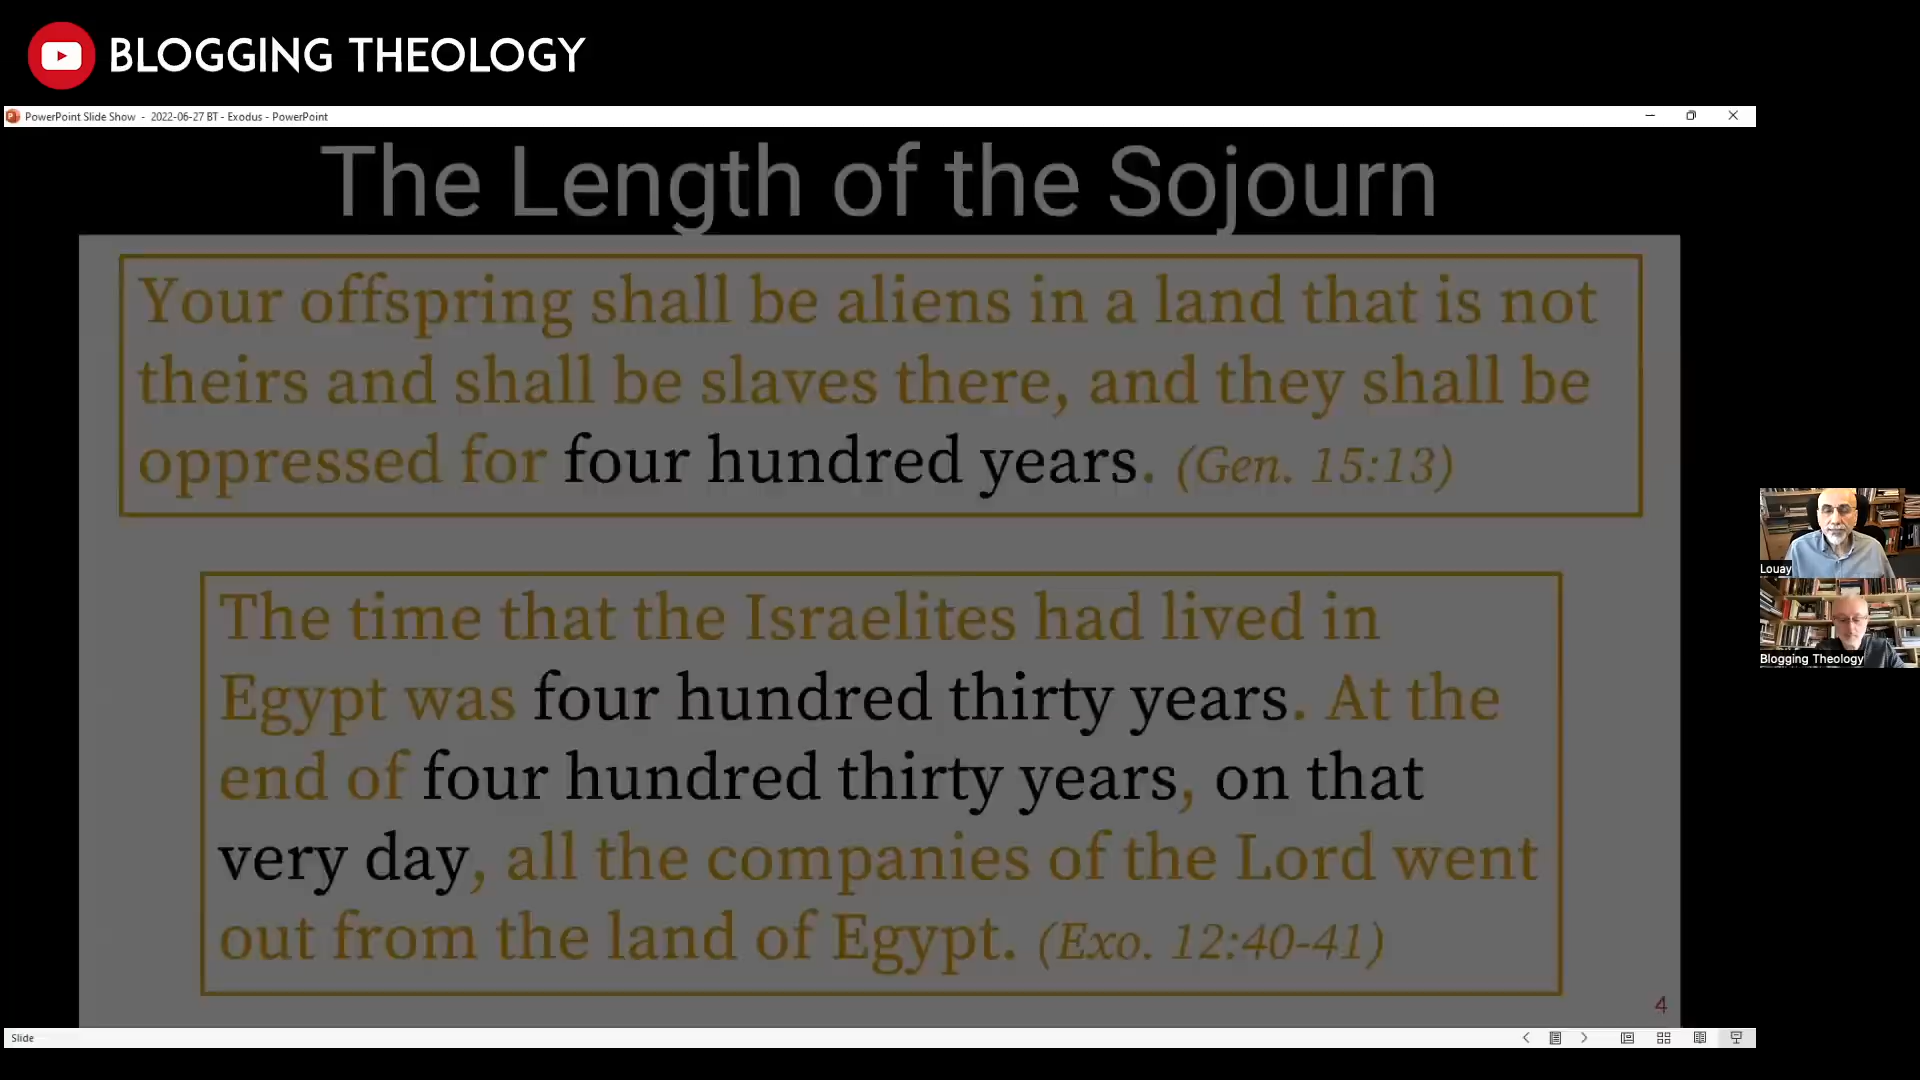 BLOGGING THEOLOGY
PowerPoint Slide Show - 2022-06-27 BT - Exodus - PowerPoint
The Length of the Sojourn
Your offspring shall be aliens in a land that is not
theirs and shall be slaves there, and they shall be
oppressed for four hundred years. (Gen. 15:13)
The time that the Israelites had lived in
Egypt was four hundred thirty years. At the
end of four hundred thirty years, on that
very day, all the companies of the Lord went
out from the land of Egypt. (Exo. 12:40-41)
4
Louay
Blogging Theology
Slide